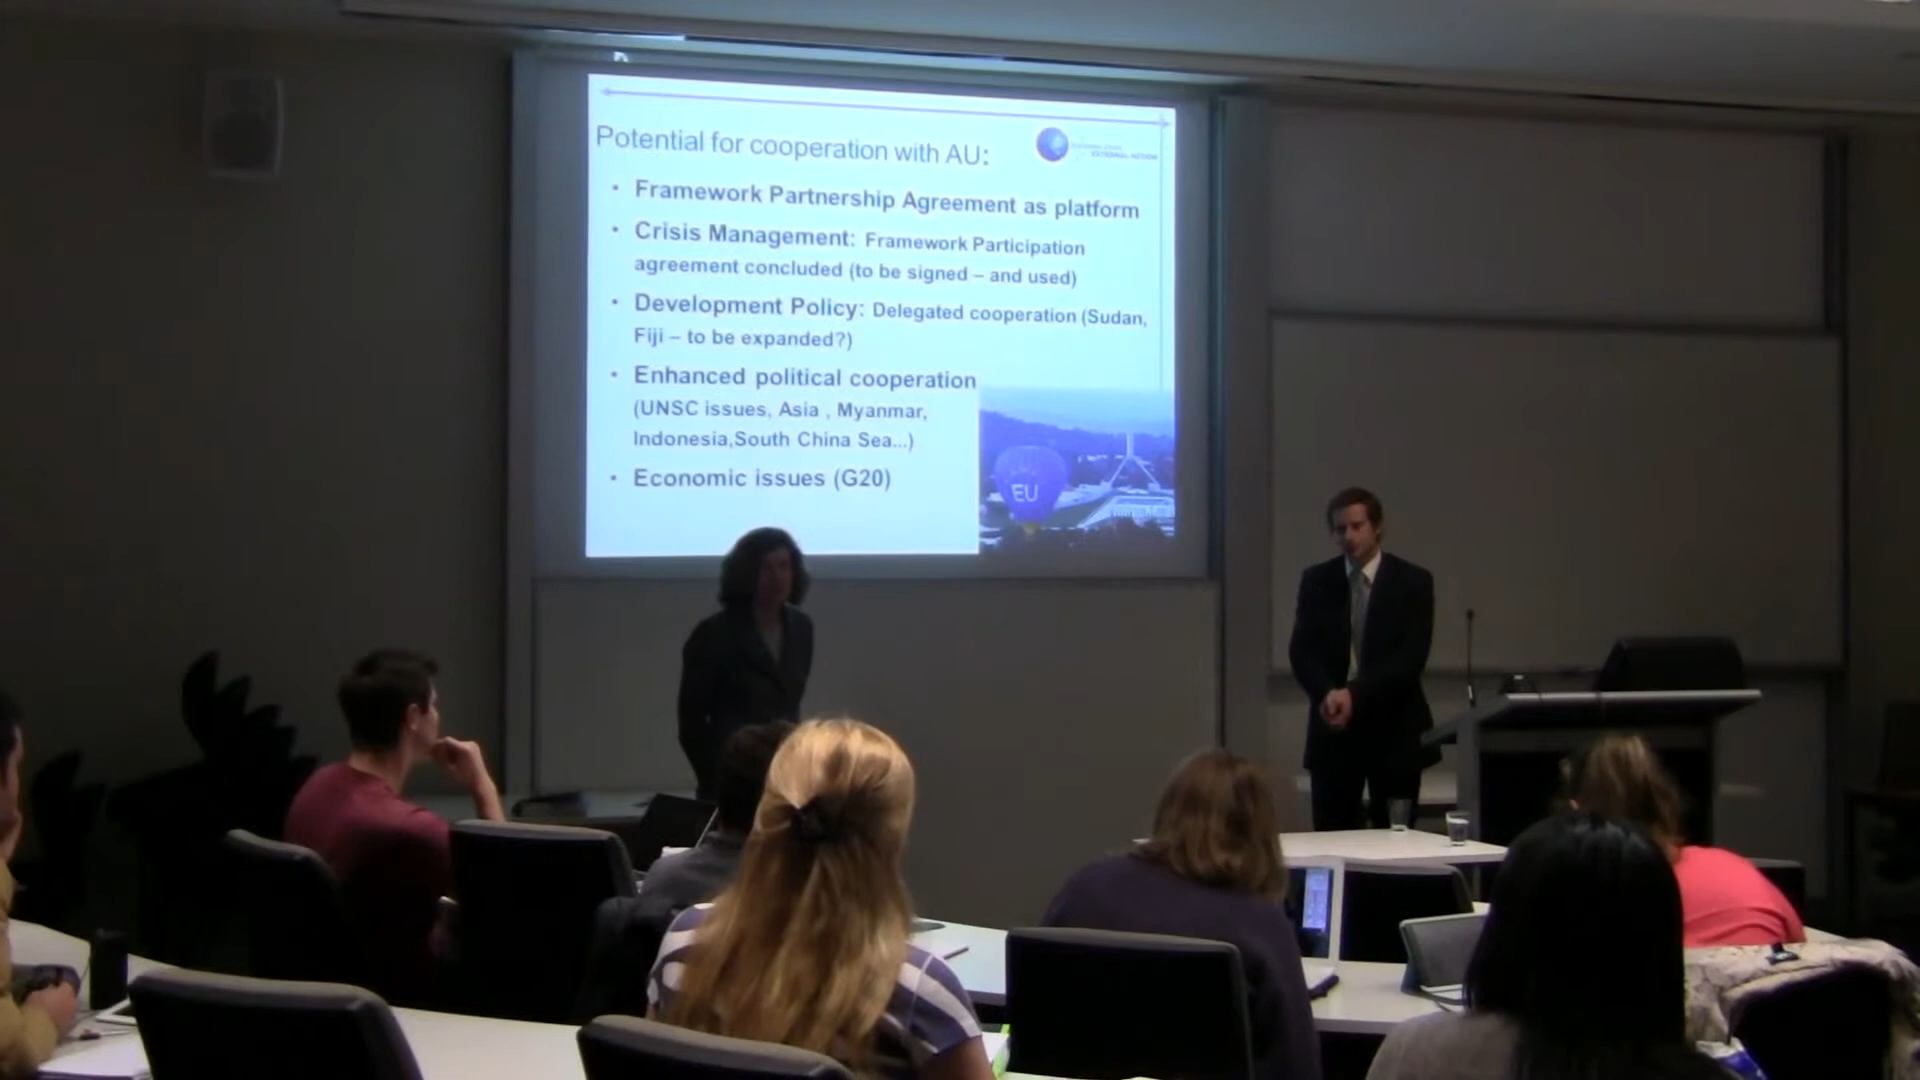 Potential for cooperation with AU:
EXTERNAL ACTION
• Framework Partnership Agreement as platform
• Crisis Management: Framework Participation
agreement concluded (to be signed – and used)
• Development Policy: Delegated cooperation (Sudan,
Fiji – to be expanded?)
• Enhanced political cooperation
(UNSC issues, Asia , Myanmar,
Indonesia,South China Sea...)
• Economic issues (G20)
EU